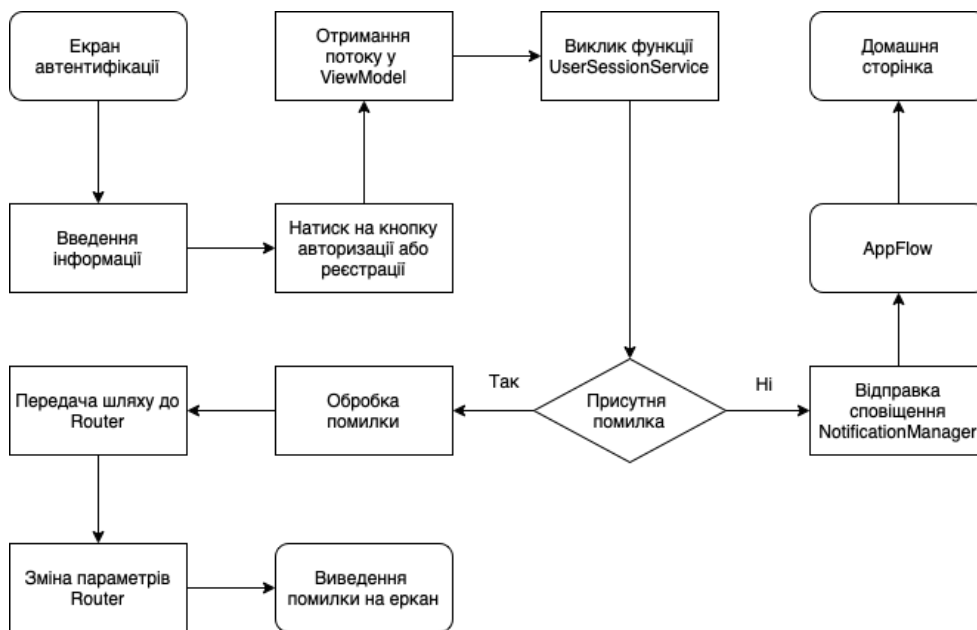 Екран
автентифікації
Отримання
потоку у
ViewModel
Виклик функції
UserSessionService
Домашня
сторінка
Введення
інформації
Натиск на кнопку
авторизації або
реєстрації
AppFlow
Передача шляху до
Router
Обробка
помилки
Так
Присутня
помилка
Ні
Відправка
сповіщення
NotificationManager
Зміна параметрів
Router
Виведення
помилки на еркан